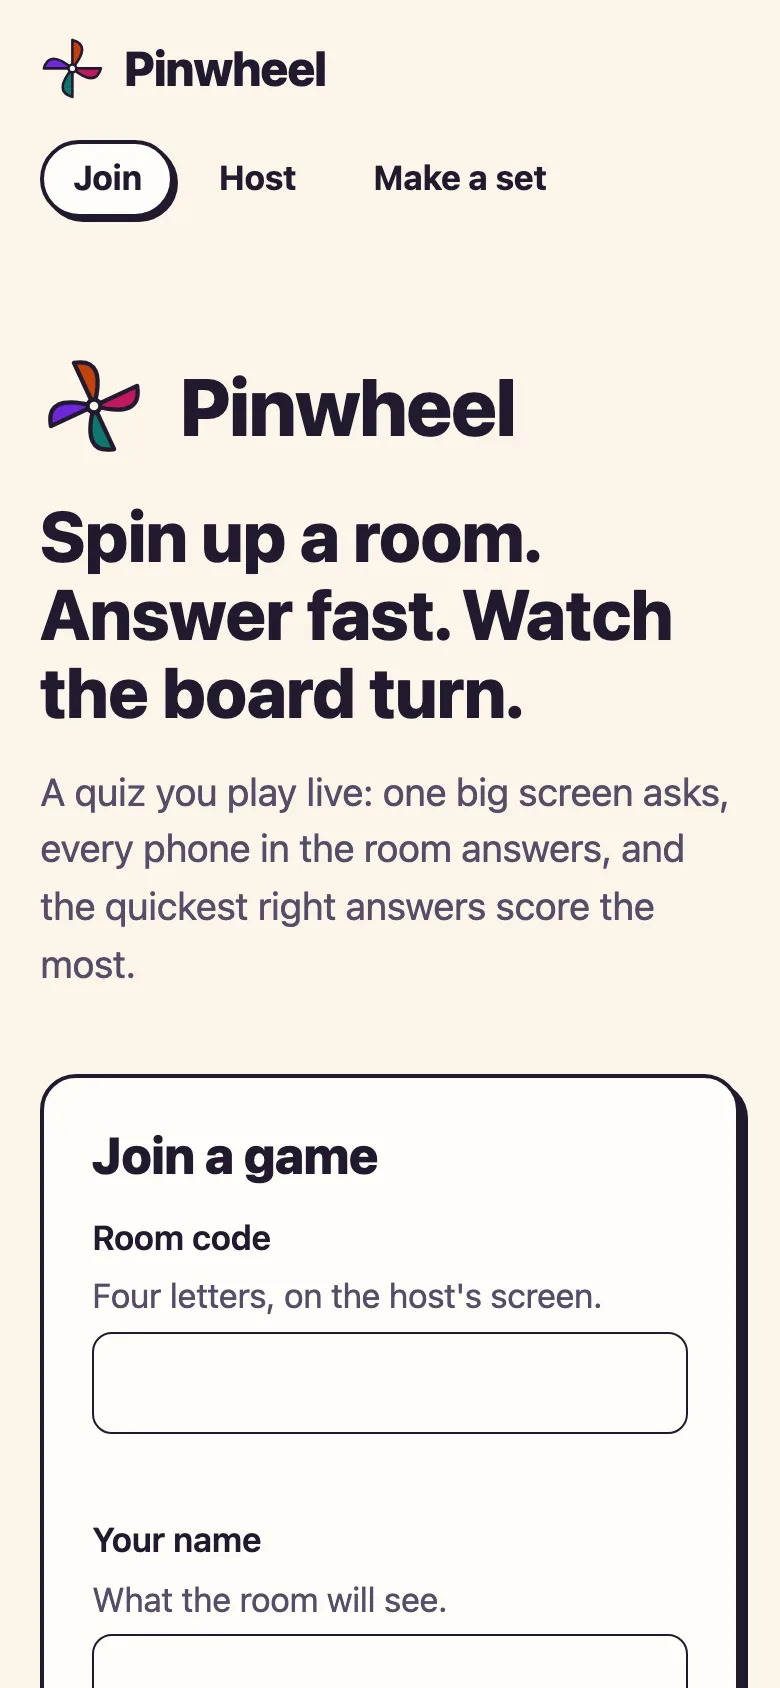 Pinwheel
Join Host Make a set
Pinwheel
Spin up a room.
Answer fast. Watch
the board turn.
A quiz you play live: one big screen asks,
every phone in the room answers, and
the quickest right answers score the
most.
Join a game
Room code
Four letters, on the host's screen.
Your name
What the room will see.